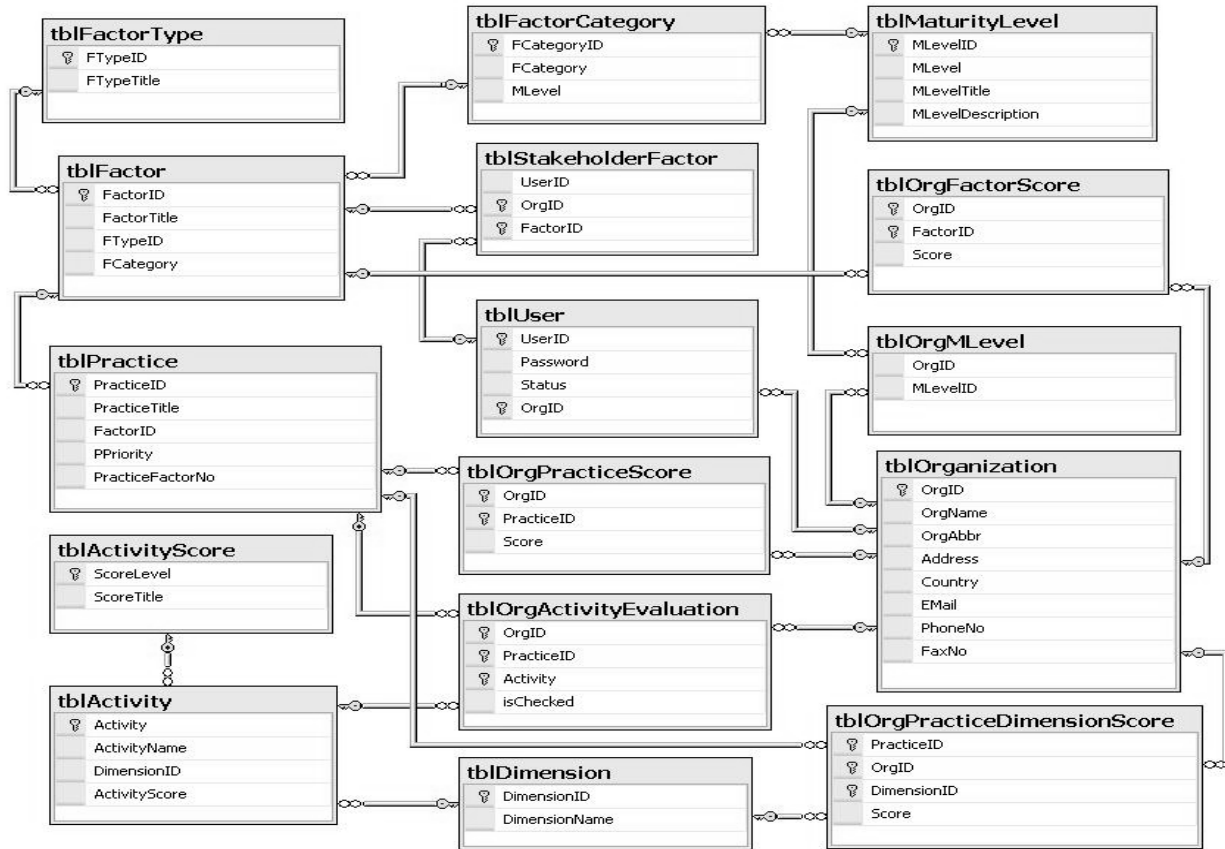 tblFactorType
FTypeID
FTypeTitle
tblFactorCategory
FCategoryID
FCategory
MLevel
tblMaturityLevel
MLevelID
MLevel
MLevelTitle
MLevelDescription
tblFactor
FactorID
FactorTitle
FTypeID
FCategory
tblStakeholderFactor
UserID
OrgID
FactorID
tblOrgFactorScore
OrgID
FactorID
Score
tblUser
UserID
Password
Status
OrgID
tblOrgMLevel
OrgID
MLevelID
tblPractice
PracticeID
PracticeTitle
FactorID
PPriority
PracticeFactorNo
tblOrgPracticeScore
OrgID
PracticeID
Score
tblOrganization
OrgID
OrgName
OrgAbbr
Address
Country
EMail
PhoneNo
FaxNo
tblActivityScore
ScoreLevel
ScoreTitle
tblOrgActivityEvaluation
OrgID
PracticeID
Activity
isChecked
tblActivity
Activity
ActivityName
DimensionID
ActivityScore
tblDimension
DimensionID
DimensionName
tblOrgPracticeDimensionScore
PracticeID
OrgID
DimensionID
Score